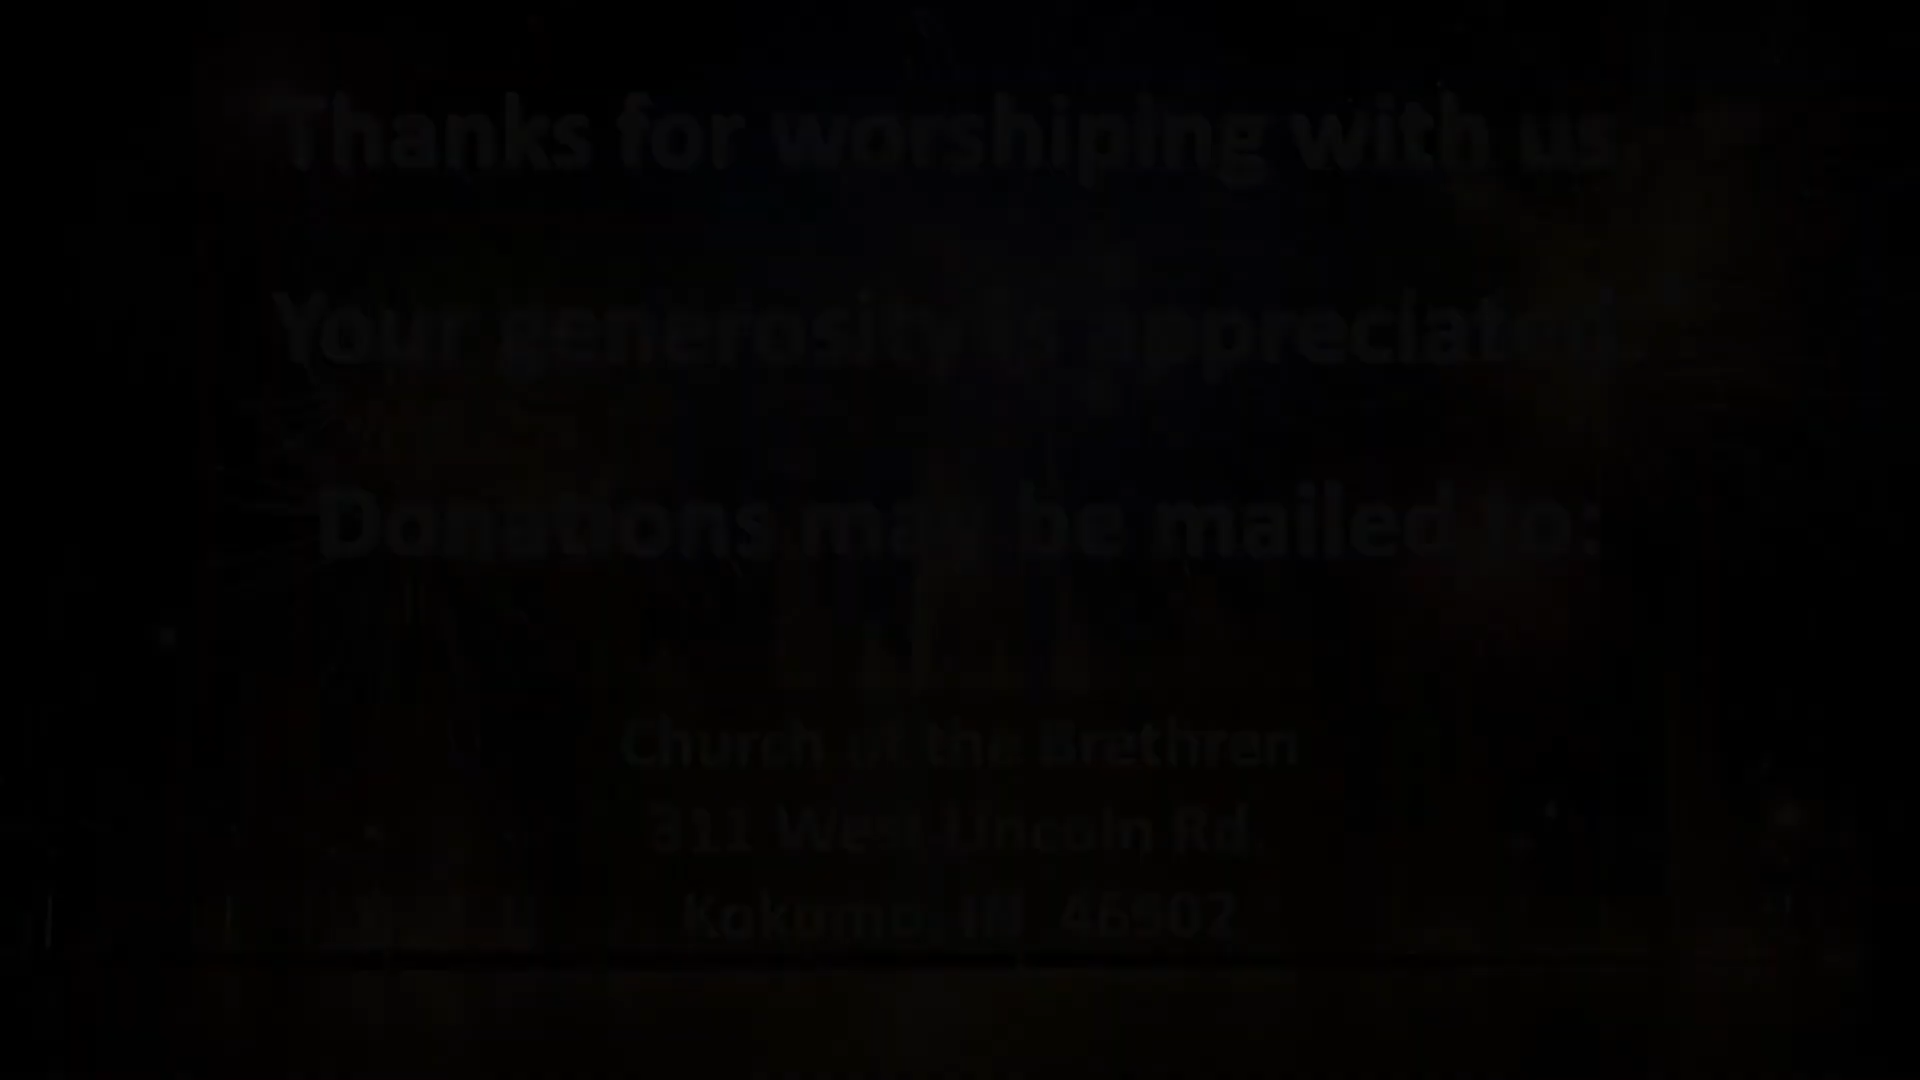 Thanks for worshiping with us.
Your generosity is appreciated.
Donations may be mailed to:
Church of the Brethren
311 West Lincoln Rd.
Kokomo, IN 46902